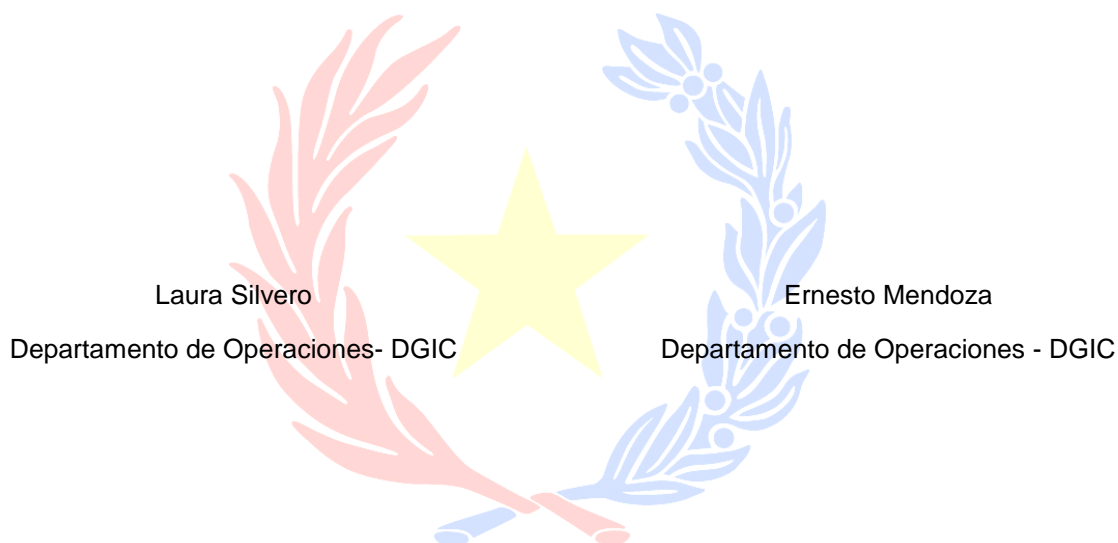 Laura Silvero
Ernesto Mendoza
Departamento de Operaciones- DGIC
Departamento de Operaciones - DGIC